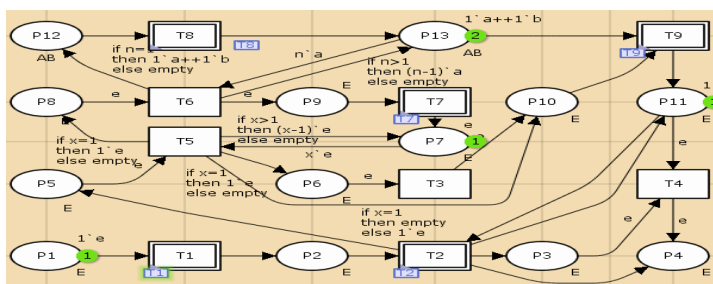 1`a++1`b
P12
T8
T8
P13
2
T9
T9
AB
if n=1
then 1`a++1`b
else empty
n`a
AB
if n>1
then (n-1)`a
else empty
E
1
P8
e
T6
e
P9
T7
T7
P10
P11
E
E
E
E
if x>1
then (x-1)`e
else empty
e
if x=1
then 1`e
else empty
T5
P7
1
E
e
x`e
e
if x=1
then 1`e
else empty
P5
P6
e
T3
T4
E
E
if x=1
then empty
else 1`e
e
e
1`e
P1
1
T1
T1
P2
T2
T2
P3
P4
E
E
E
E